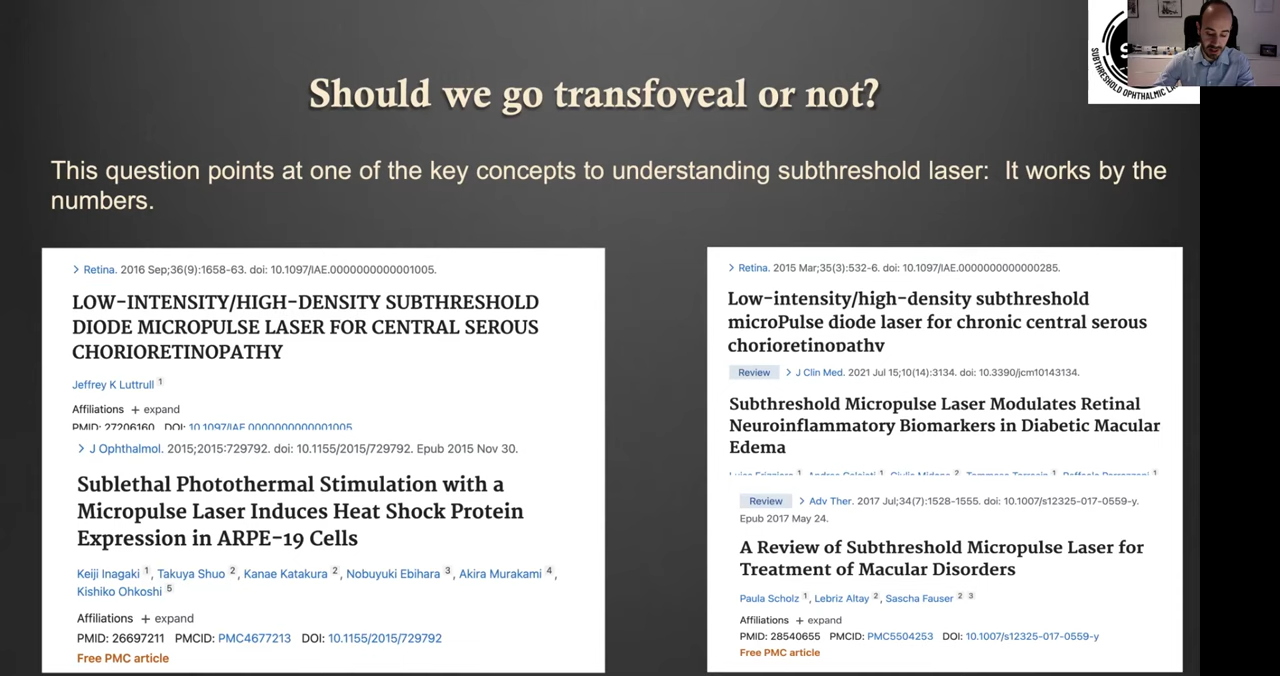 Should we go transfoveal or not?
SUBTHRESHOLD OPHTHALMIC
This question points at one of the key concepts to understanding subthreshold laser: It works by the
numbers.
> Retina. 2016 Sep;36(9):1658-63. doi: 10.1097/IAE.0000000000001005.
LOW-INTENSITY/HIGH-DENSITY SUBTHRESHOLD
DIODE MICROPULSE LASER FOR CENTRAL SEROUS
CHORIORETINOPATHY
Jeffrey K Luttrull 1
Affiliations + expand
PMID: 27206160 DOI: 10.1097/IAE.0000000000001005
> J Ophthalmol. 2015;2015:729792. doi: 10.1155/2015/729792. Epub 2015 Nov 30.
Sublethal Photothermal Stimulation with a
Micropulse Laser Induces Heat Shock Protein
Expression in ARPE-19 Cells
Keiji Inagaki 1, Takuya Shuo 2, Kanae Katakura 2, Nobuyuki Ebihara 3, Akira Murakami 4,
Kishiko Ohkoshi 5
Affiliations + expand
PMID: 26697211 PMCID: PMC4677213 DOI: 10.1155/2015/729792
Free PMC article
> Retina. 2015 Mar;35(3):532-6. doi: 10.1097/IAE.0000000000000285.
Low-intensity/high-density subthreshold
microPulse diode laser for chronic central serous
chorioretinopathy
Review > J Clin Med. 2021 Jul 15;10(14):3134. doi: 10.3390/jcm10143134.
Subthreshold Micropulse Laser Modulates Retinal
Neuroinflammatory Biomarkers in Diabetic Macular
Edema
Review > Adv Ther. 2017 Jul;34(7):1528-1555. doi: 10.1007/s12325-017-0559-y.
Epub 2017 May 24.
A Review of Subthreshold Micropulse Laser for
Treatment of Macular Disorders
Paula Scholz 1, Lebriz Altay 2, Sascha Fauser 2 3
Affiliations + expand
PMID: 28540655 PMCID: PMC5504253 DOI: 10.1007/s12325-017-0559-y
Free PMC article